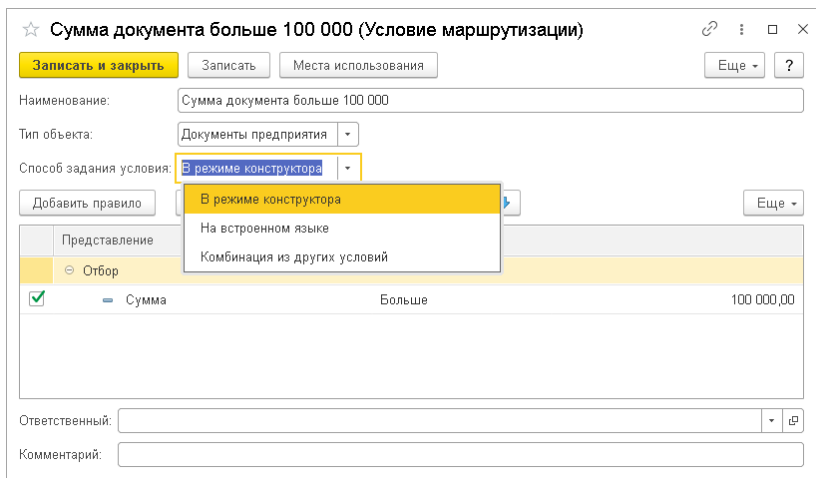 Сумма документа больше 100 000 (Условие маршрутизации)
Записать и закрыть Записать Места использования Еще ?
Наименование: Сумма документа больше 100 000
Тип объекта: Документы предприятия
Способ задания условия: В режиме конструктора
Добавить правило В режиме конструктора Еще
На встроенном языке
Представление
Комбинация из других условий
Отбор
Сумма Больше 100 000,00
Ответственный:
Комментарий: